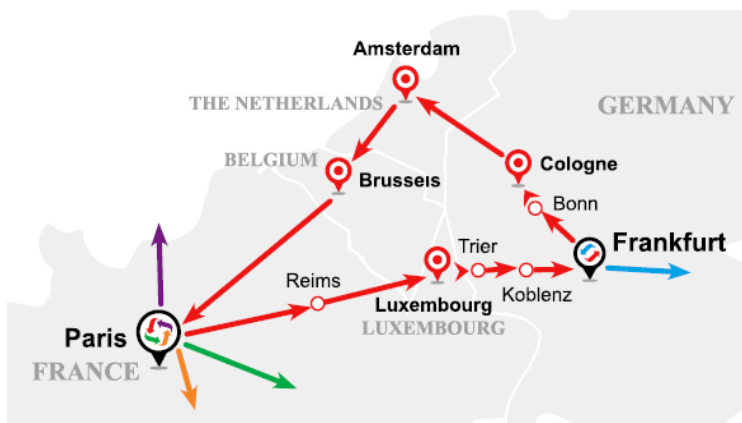 Amsterdam
THE NETHERLANDS
GERMANY
BELGIUM
Cologne
Brussels
Bonn
Frankfurt
Trier
Reims
Koblenz
Luxembourg
LUXEMBOURG
Paris
FRANCE